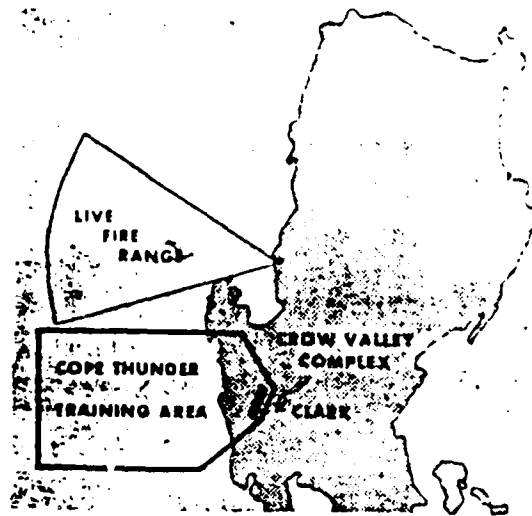 LIVE
FIRE
RANGE
CROW VALLEY
COMPLEX
COPE THUNDER
TRAINING AREA
CLARK